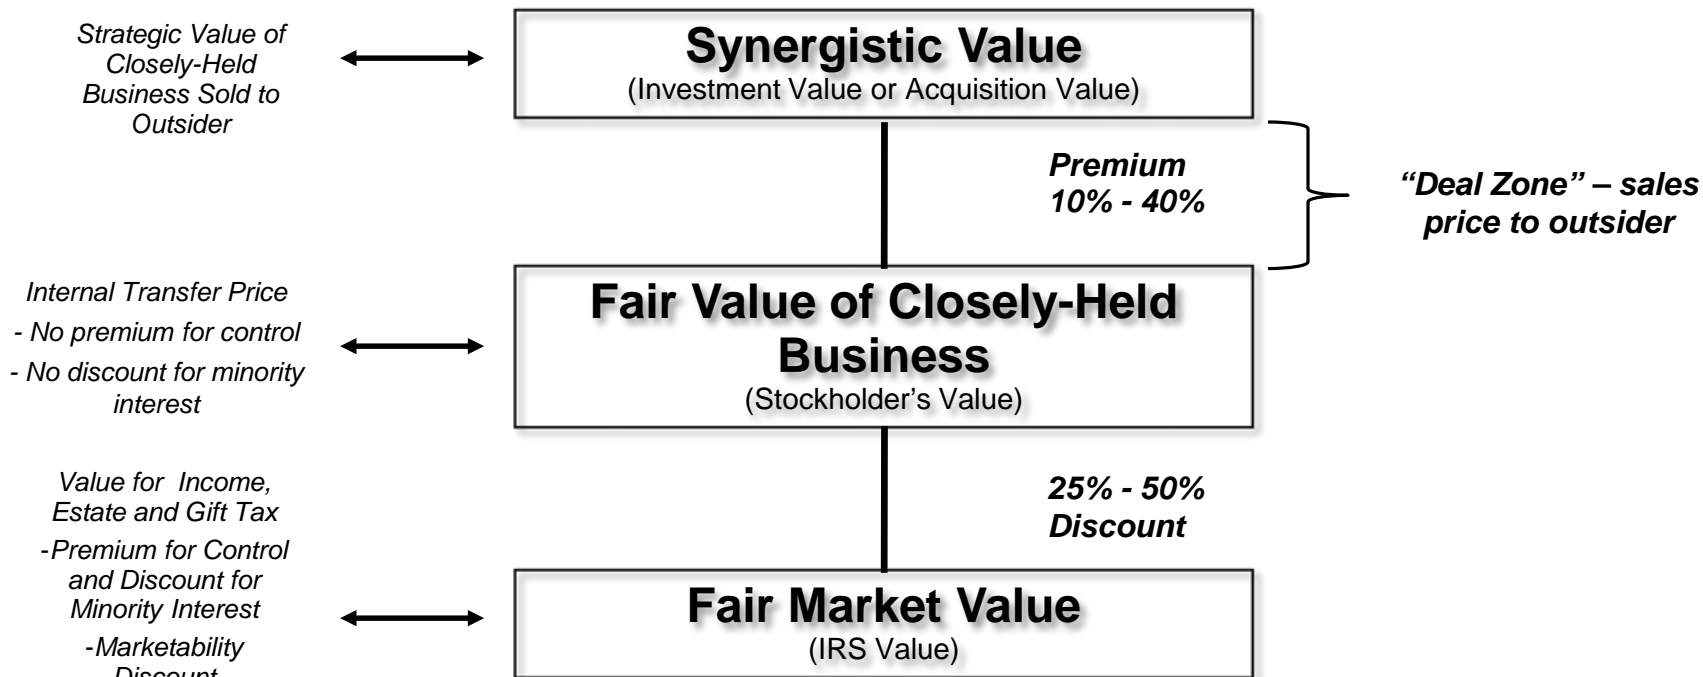 Strategic Value of
Closely-Held
Business Sold to
Outsider
Synergistic Value
(Investment Value or Acquisition Value)
Premium
10% - 40%
“Deal Zone” – sales
price to outsider
Internal Transfer Price
- No premium for control
- No discount for minority
interest
Fair Value of Closely-Held
Business
(Stockholder’s Value)
25% - 50%
Discount
Value for Income,
Estate and Gift Tax
-Premium for Control
and Discount for
Minority Interest
-Marketability
Discount
Fair Market Value
(IRS Value)